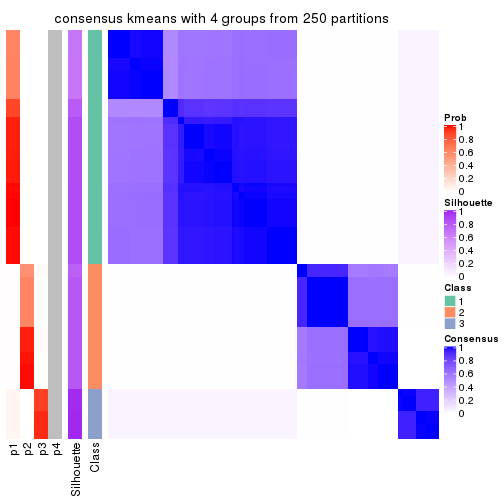 consensus kmeans with 4 groups from 250 partitions
Prob
1
0.8
0.6
0.4
0.2
0
Silhouette
1
0.8
0.6
0.4
0.2
0
Class
1
2
3
Consensus
1
0.8
0.6
0.4
0.2
0
p1
p2
p3
p4
Silhouette
Class